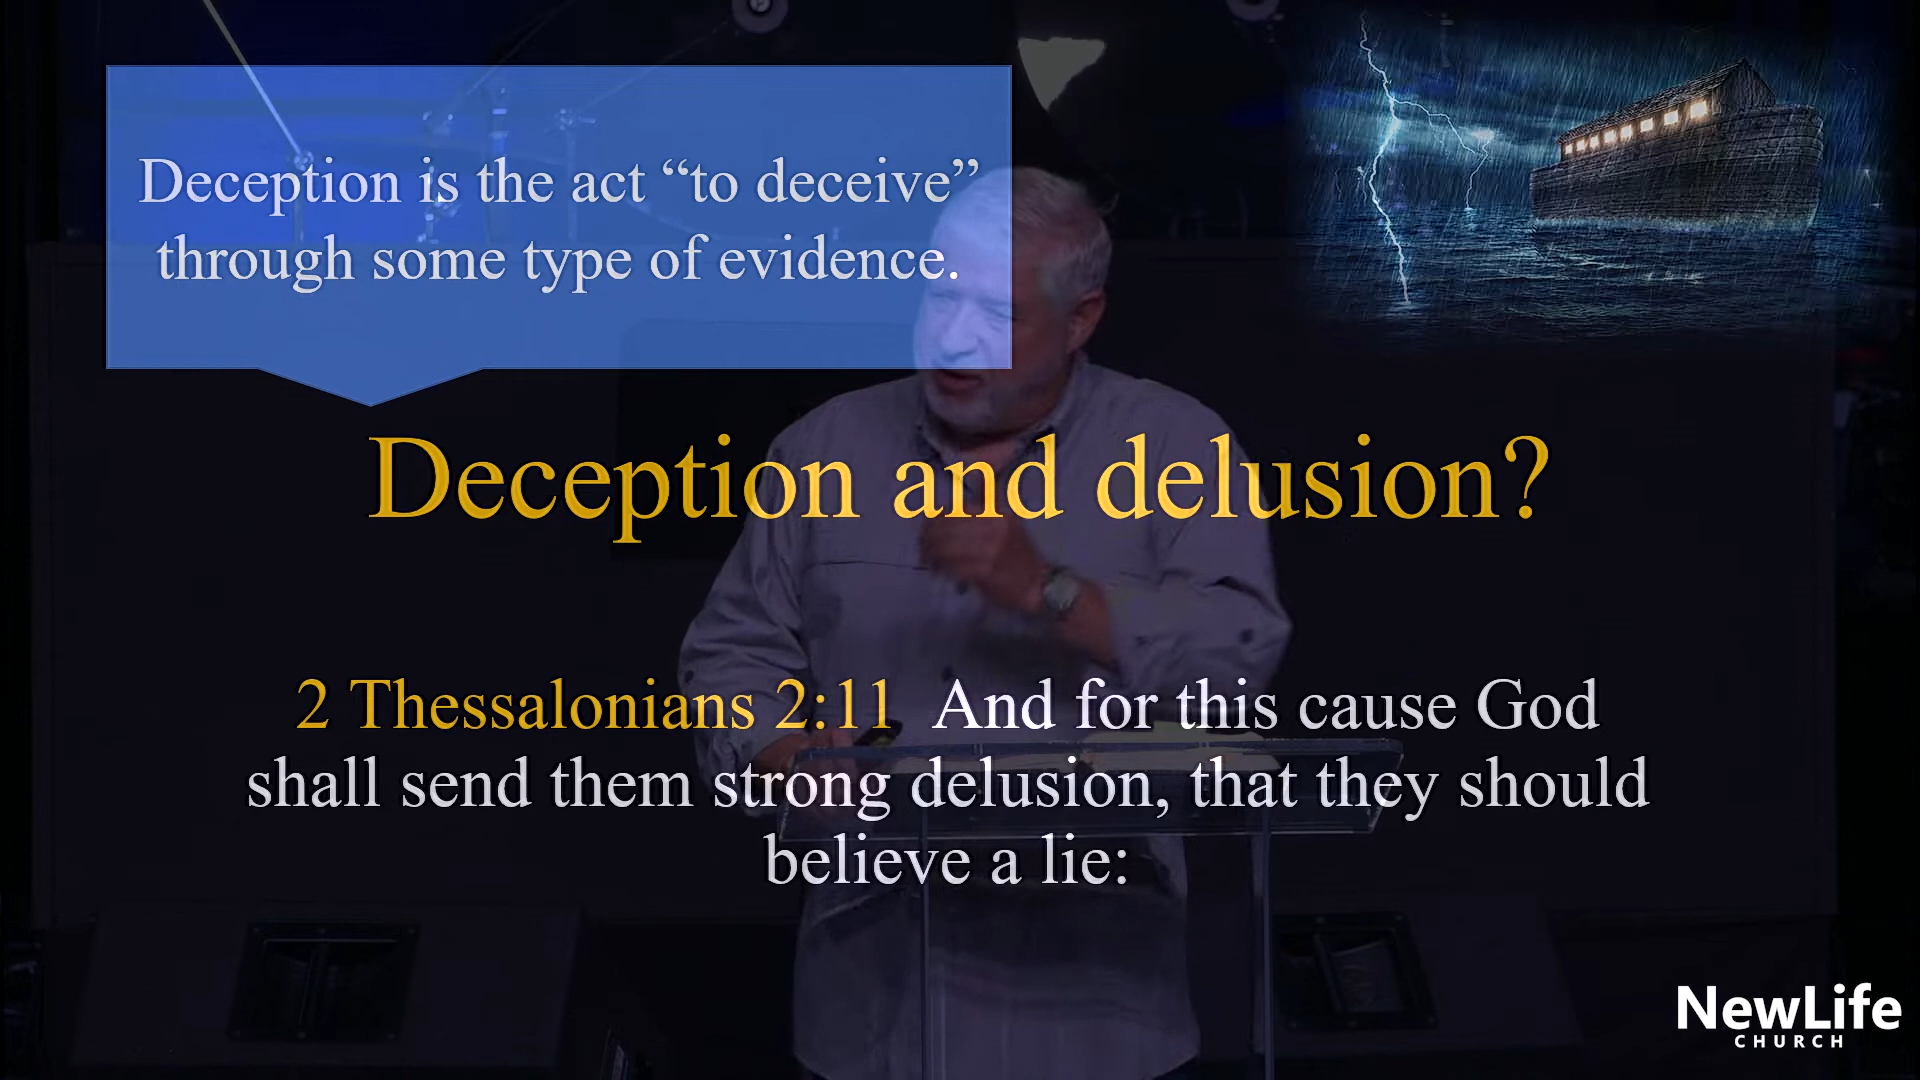 Deception is the act “to deceive”
through some type of evidence.
Deception and delusion?
2 Thessalonians 2:11  And for this cause God
shall send them strong delusion, that they should
believe a lie:
NewLife
CHURCH